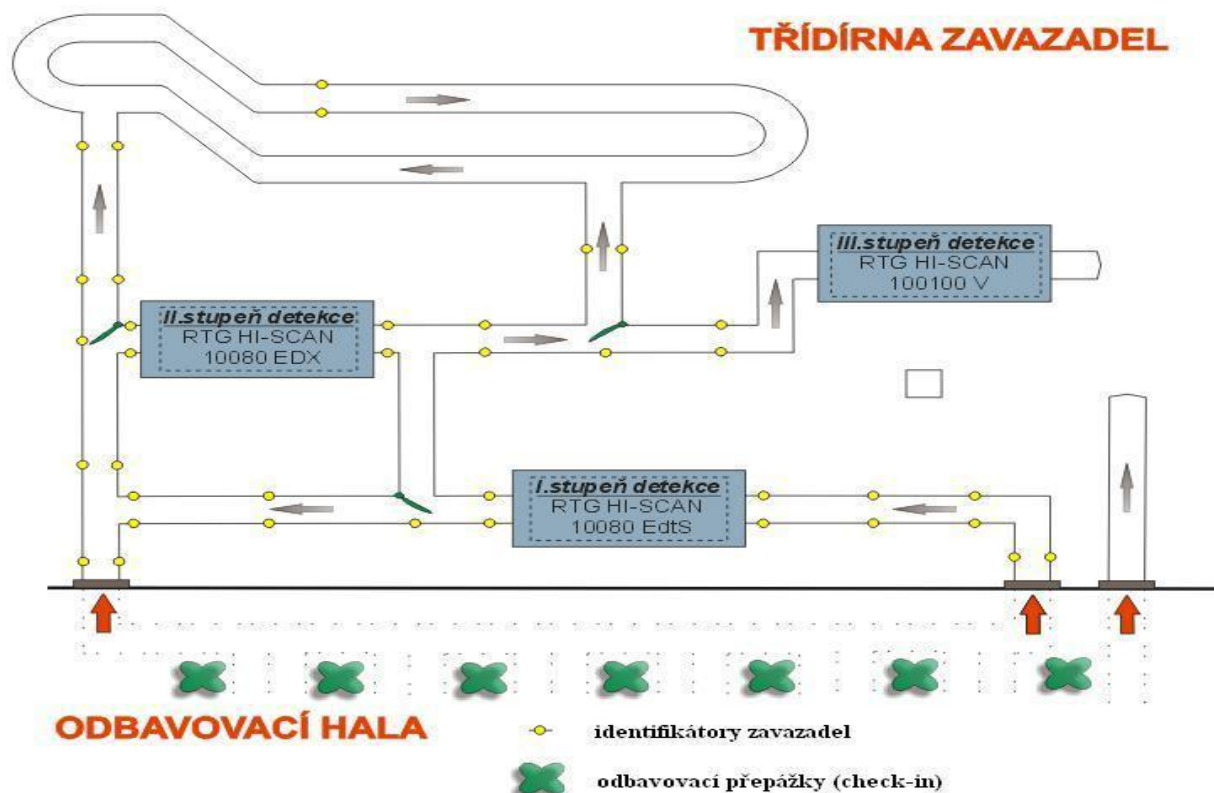 TŘÍDÍRNA ZAVAZADEL
III.stupeň detekce
RTG HI-SCAN
100100 V
II.stupeň detekce
RTG HI-SCAN
10080 EDX
I.stupeň detekce
RTG HI-SCAN
10080 EdtS
ODBAVOVACÍ HALA
identifikátory zavazadel
odbavovací přepážky (check-in)